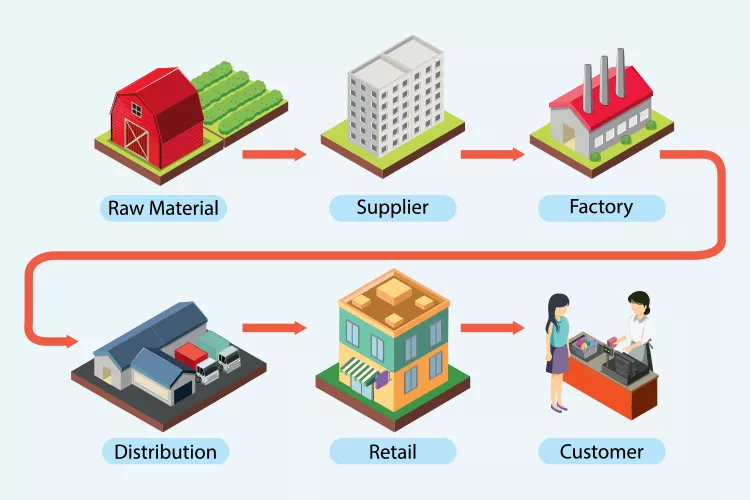 Raw Material
Supplier
Factory
Distribution
Retail
Customer